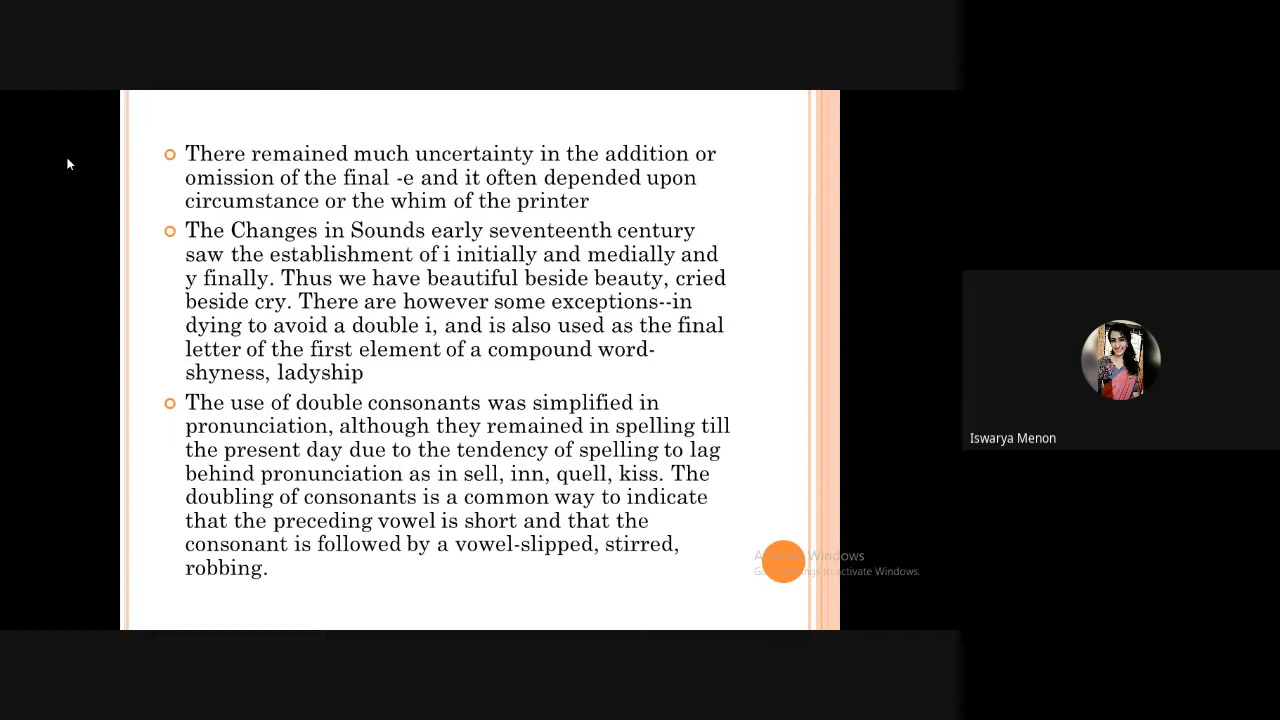 There remained much uncertainty in the addition or
omission of the final -e and it often depended upon
circumstance or the whim of the printer
The Changes in Sounds early seventeenth century
saw the establishment of i initially and medially and
y finally. Thus we have beautiful beside beauty, cried
beside cry. There are however some exceptions--in
dying to avoid a double i, and is also used as the final
letter of the first element of a compound word-
shyness, ladyship
The use of double consonants was simplified in
pronunciation, although they remained in spelling till
the present day due to the tendency of spelling to lag
behind pronunciation as in sell, inn, quell, kiss. The
doubling of consonants is a common way to indicate
that the preceding vowel is short and that the
consonant is followed by a vowel-slipped, stirred,
robbing.
Activate Windows
activate Windows.
Iswarya Menon